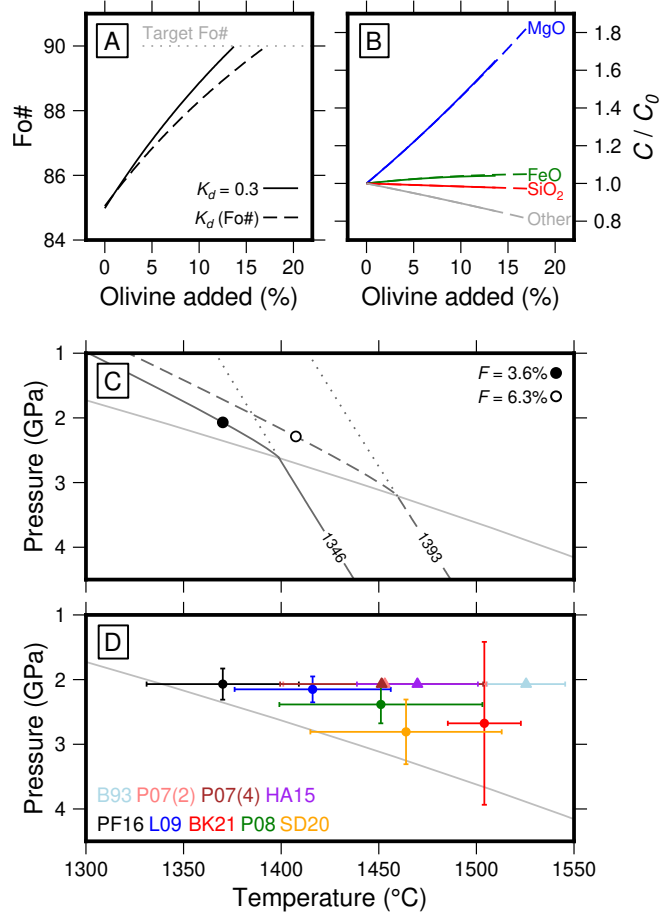 A
Target Fo#
90
88
86
84
Fo#
K_d = 0.3
K_d (Fo#)
0 5 10 15 20
Olivine added (%)
B
MgO
FeO
SiO₂
Other
1.8
1.6
1.4
1.2
1.0
0.8
C / C₀
0 5 10 15 20
Olivine added (%)
C
F = 3.6%
F = 6.3%
1
2
3
4
Pressure (GPa)
1346
1393
D
1
2
3
4
Pressure (GPa)
B93 P07(2) P07(4) HA15
PF16 L09 BK21 P08 SD20
1300 1350 1400 1450 1500 1550
Temperature (°C)